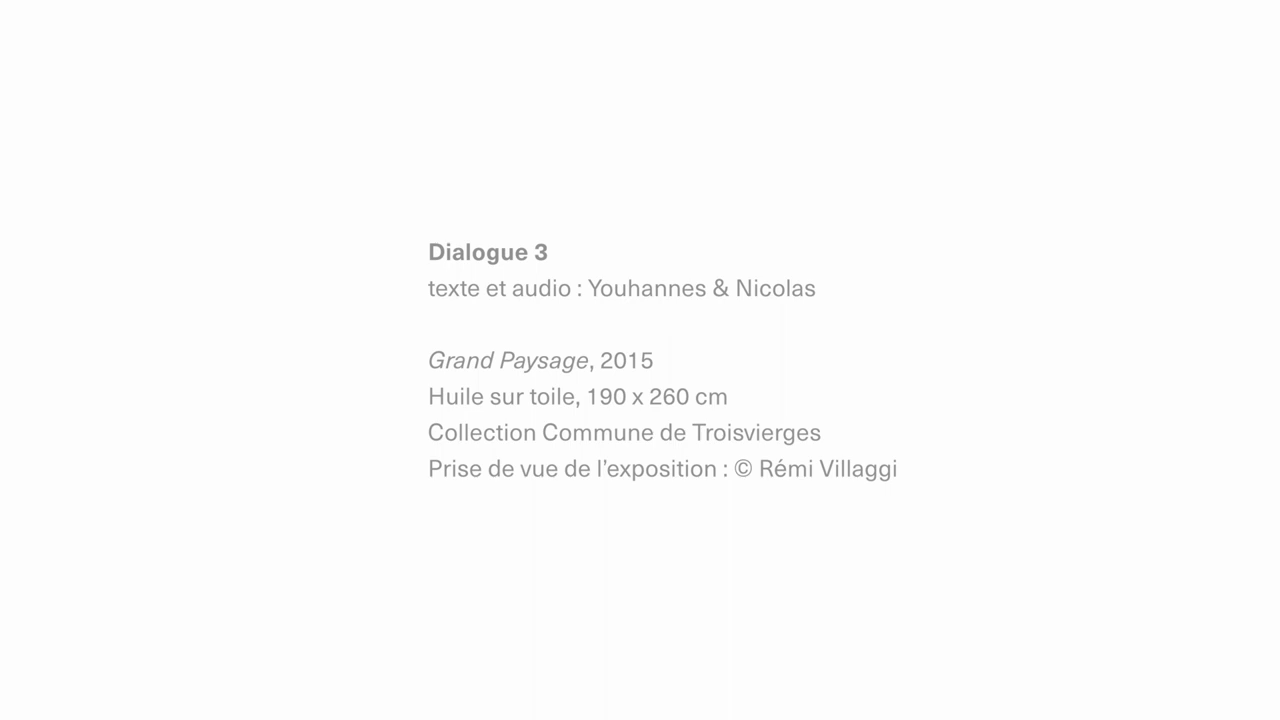 Dialogue 3
texte et audio : Youhannes & Nicolas
Grand Paysage, 2015
Huile sur toile, 190 x 260 cm
Collection Commune de Troisvierges
Prise de vue de l’exposition : © Rémi Villaggi